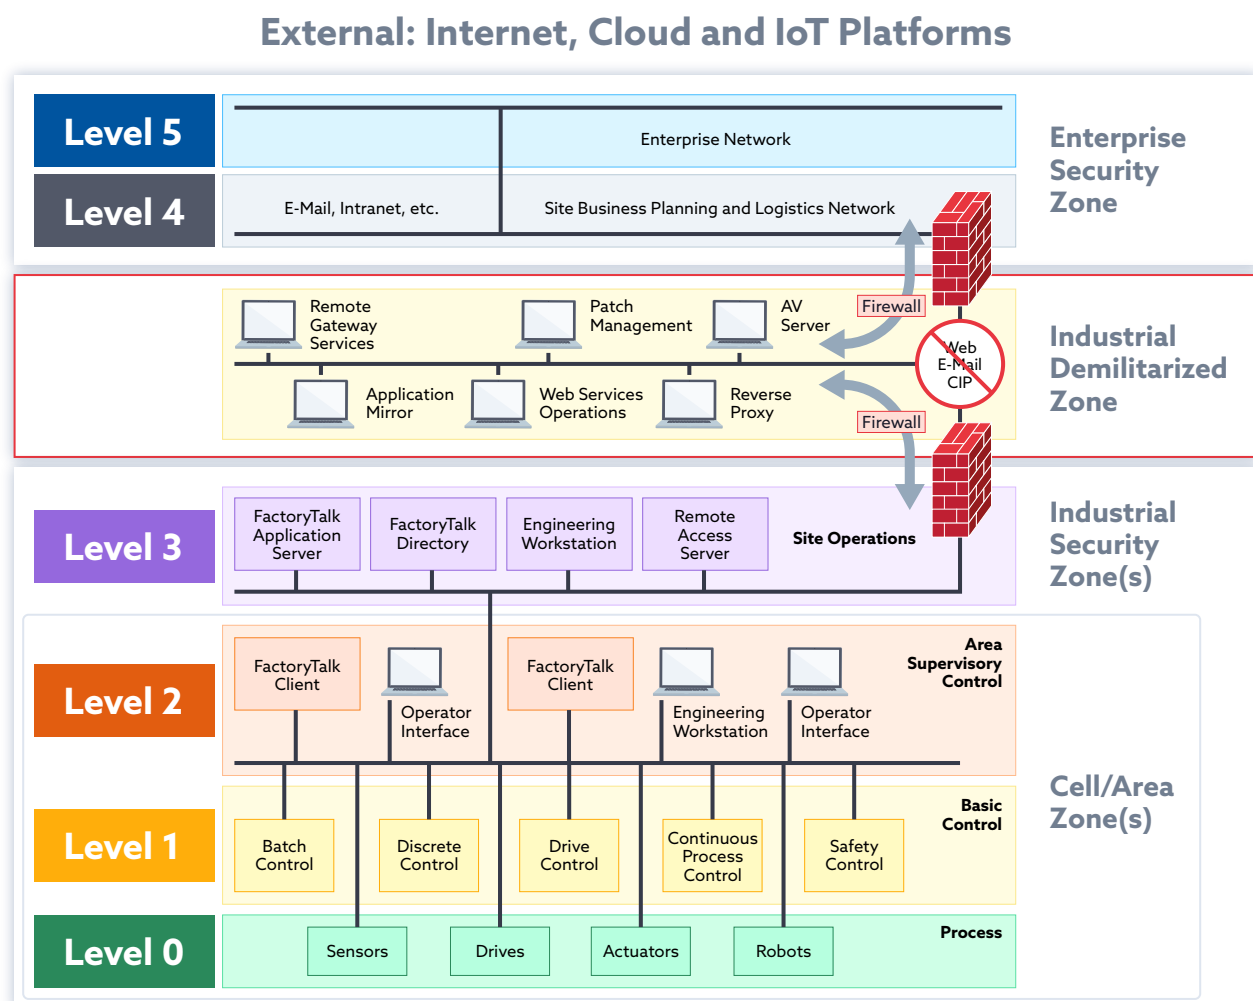 External: Internet, Cloud and IoT Platforms
Level 5
Enterprise Network
Enterprise
Security
Zone
Level 4
E-Mail, Intranet, etc.
Site Business Planning and Logistics Network
Remote
Gateway
Services
Patch
Management
AV
Server
Firewall
Web
E-Mail
CIP
Industrial
Demilitarized
Zone
Application
Mirror
Web Services
Operations
Reverse
Proxy
Firewall
Level 3
FactoryTalk
Application
Server
FactoryTalk
Directory
Engineering
Workstation
Remote
Access
Server
Site Operations
Industrial
Security
Zone(s)
Level 2
FactoryTalk
Client
Operator
Interface
FactoryTalk
Client
Engineering
Workstation
Operator
Interface
Area
Supervisory
Control
Level 1
Batch
Control
Discrete
Control
Drive
Control
Continuous
Process
Control
Safety
Control
Basic
Control
Cell/Area
Zone(s)
Level 0
Sensors
Drives
Actuators
Robots
Process